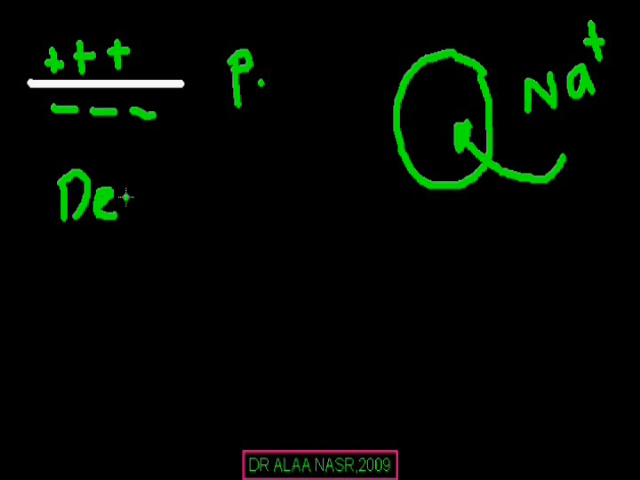 +++
P.
Na+
---
De
DR ALAA NASR,2009